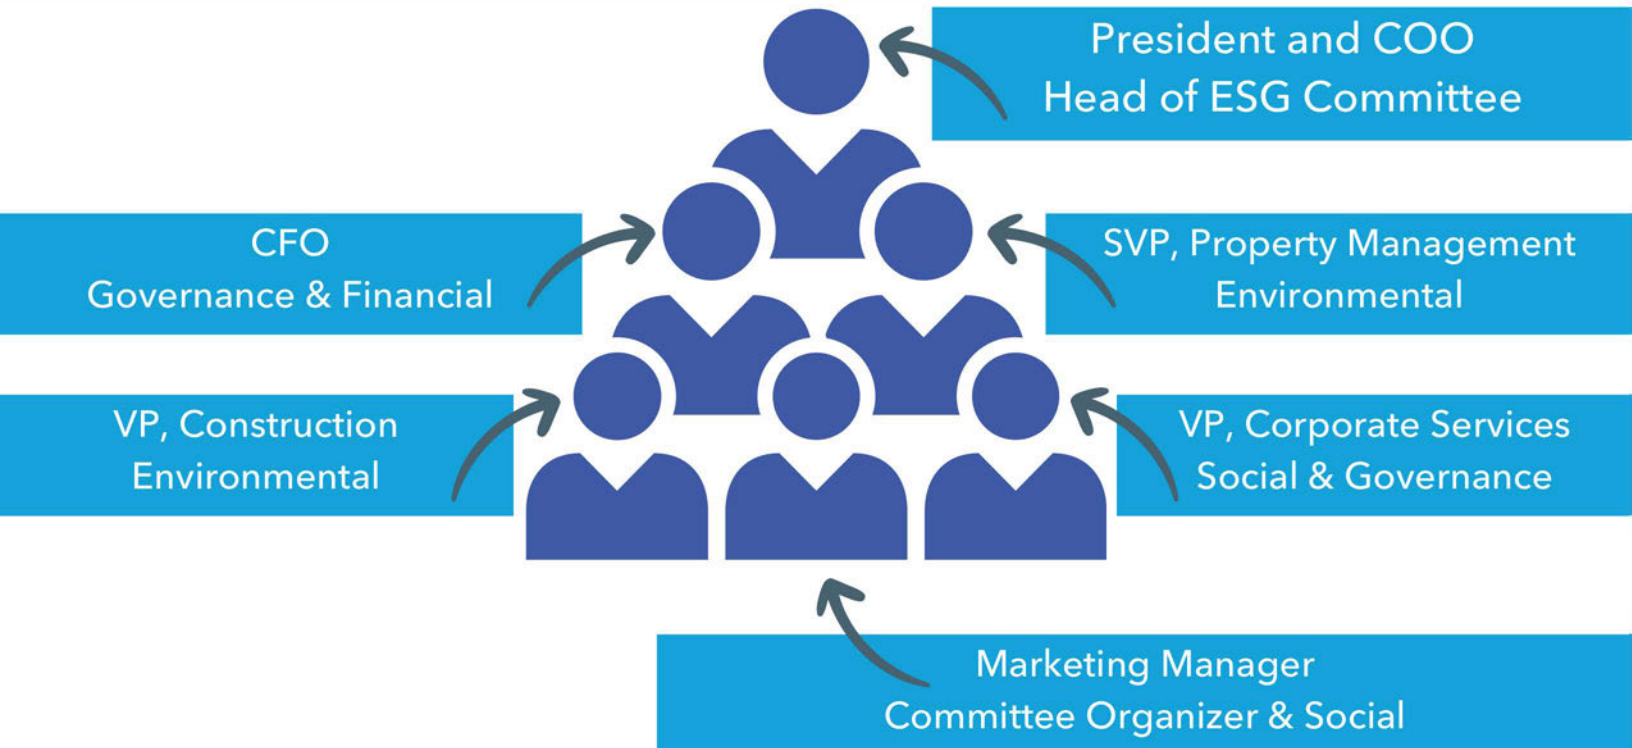 President and COO
Head of ESG Committee
CFO
Governance & Financial
SVP, Property Management
Environmental
VP, Construction
Environmental
VP, Corporate Services
Social & Governance
Marketing Manager
Committee Organizer & Social